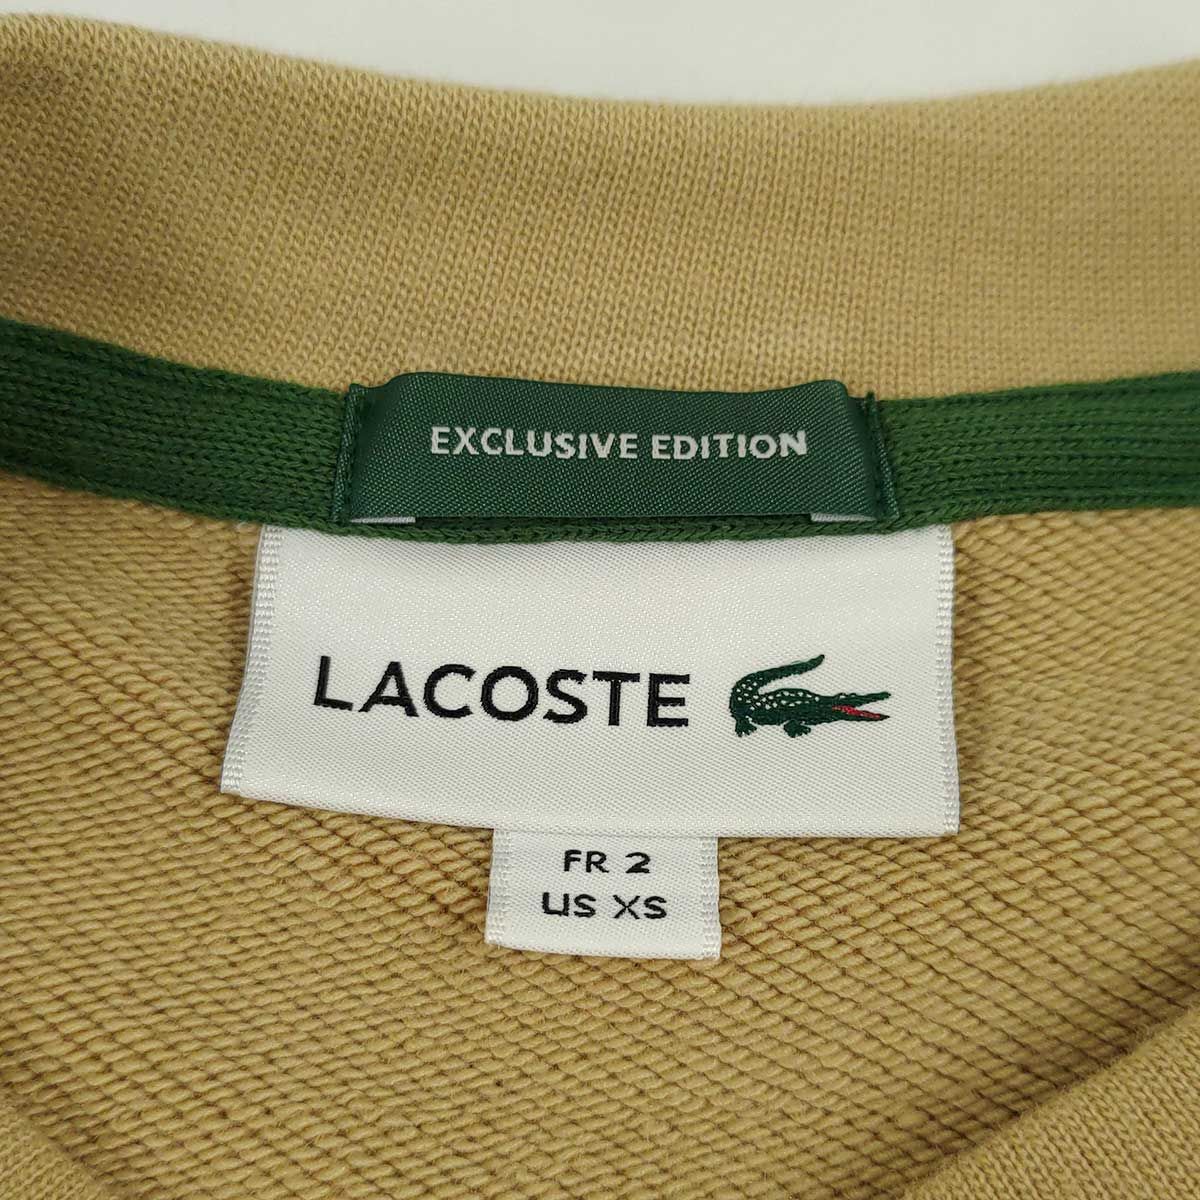 EXCLUSIVE EDITION
LACOSTE
FR 2
US XS